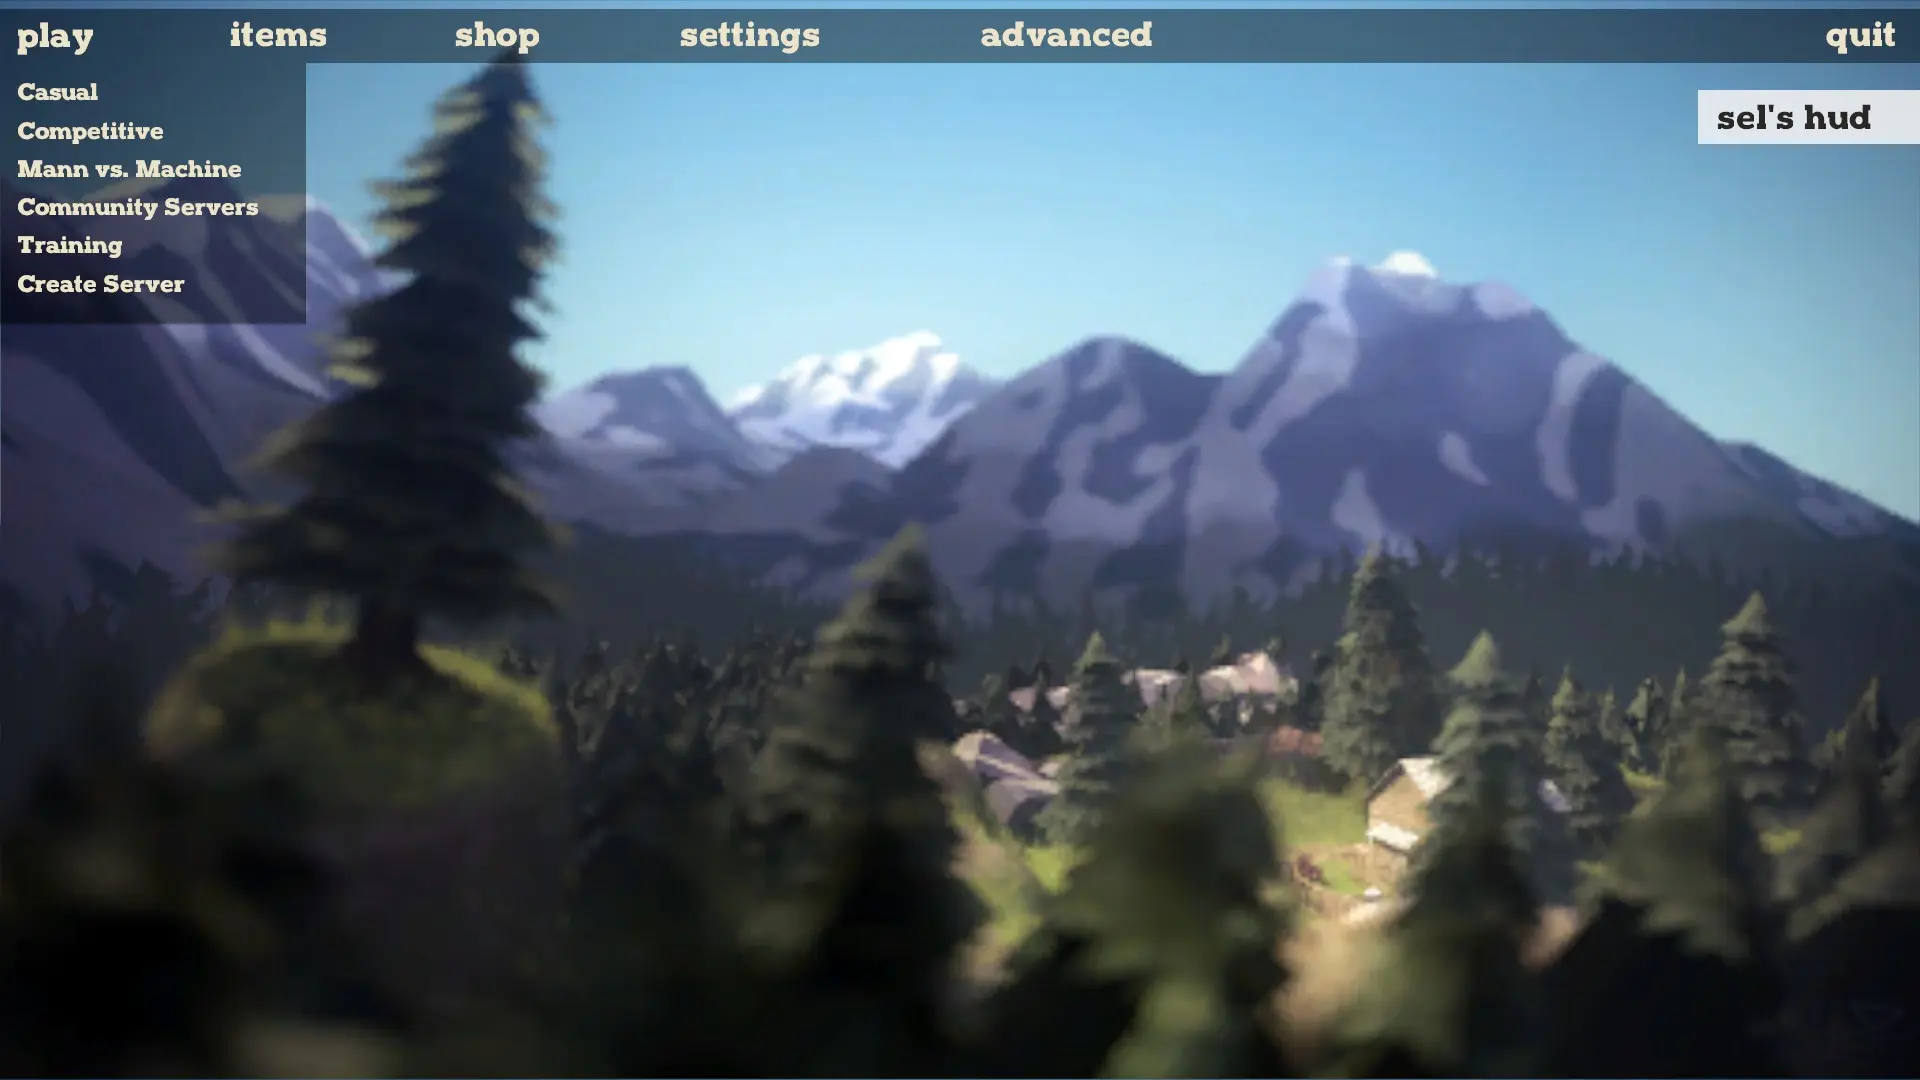 play items shop settings advanced quit
Casual
sel's hud
Competitive
Mann vs. Machine
Community Servers
Training
Create Server